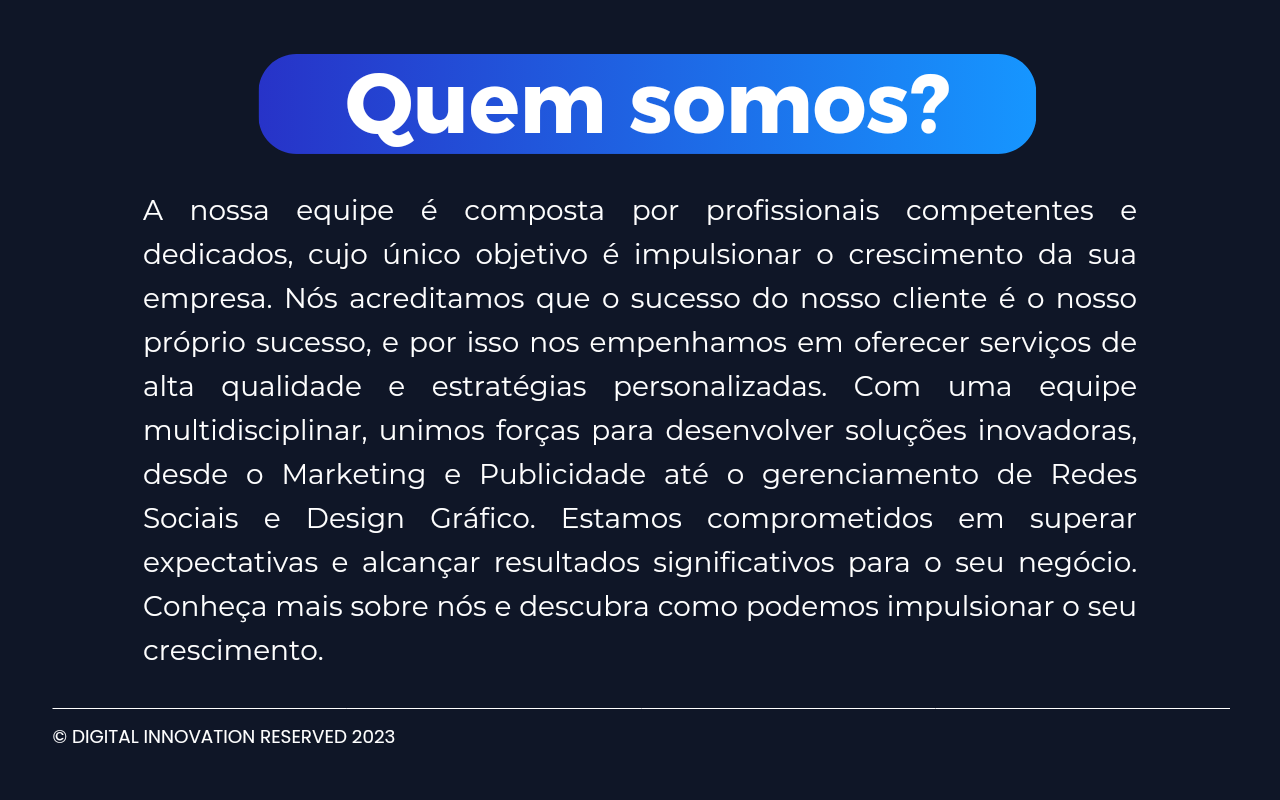 Quem somos?
A nossa equipe é composta por profissionais competentes e
dedicados, cujo único objetivo é impulsionar o crescimento da sua
empresa. Nós acreditamos que o sucesso do nosso cliente é o nosso
próprio sucesso, e por isso nos empenhamos em oferecer serviços de
alta qualidade e estratégias personalizadas. Com uma equipe
multidisciplinar, unimos forças para desenvolver soluções inovadoras,
desde o Marketing e Publicidade até o gerenciamento de Redes
Sociais e Design Gráfico. Estamos comprometidos em superar
expectativas e alcançar resultados significativos para o seu negócio.
Conheça mais sobre nós e descubra como podemos impulsionar o seu
crescimento.
© DIGITAL INNOVATION RESERVED 2023